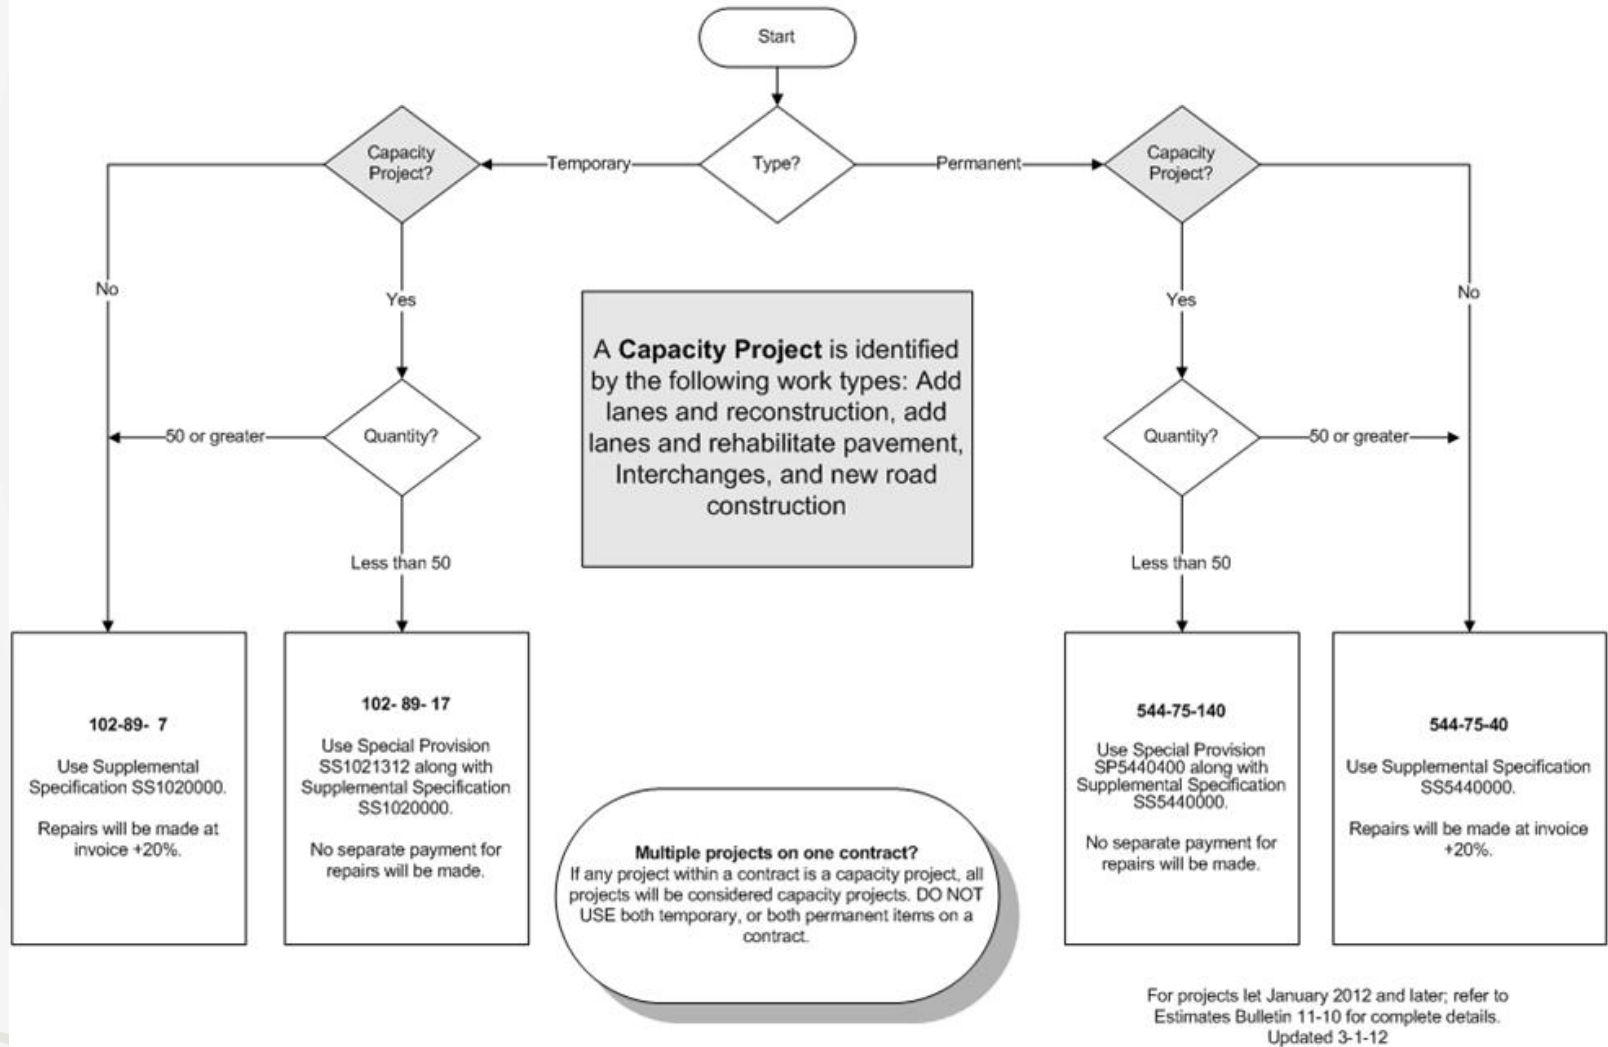 Start
Capacity
Project?
Temporary
Type?
Permanent
Capacity
Project?
No
Yes
Yes
No
A Capacity Project is identified
by the following work types: Add
lanes and reconstruction, add
lanes and rehabilitate pavement,
Interchanges, and new road
construction
50 or greater
Quantity?
Quantity?
50 or greater
Less than 50
Less than 50
102-89- 7
Use Supplemental
Specification SS1020000.
Repairs will be made at
invoice +20%.
102- 89- 17
Use Special Provision
SS1021312 along with
Supplemental Specification
SS1020000.
No separate payment for
repairs will be made.
544-75-140
Use Special Provision
SP5440400 along with
Supplemental Specification
SS5440000.
No separate payment for
repairs will be made.
544-75-40
Use Supplemental Specification
SS5440000.
Repairs will be made at invoice
+20%.
Multiple projects on one contract?
If any project within a contract is a capacity project, all
projects will be considered capacity projects. DO NOT
USE both temporary, or both permanent items on a
contract.
For projects let January 2012 and later; refer to
Estimates Bulletin 11-10 for complete details.
Updated 3-1-12